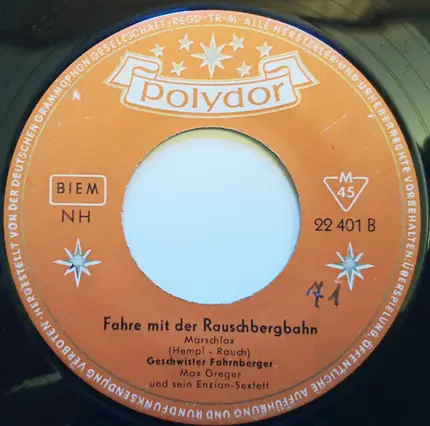 HERGESTELLT VON DER DEUTSCHEN GRAMMOPHON GESELLSCHAFT · REGD · TR-M · ALLE HERSTELLER UND URHEBERRECHTE VORBEHALTEN · ÜBERSPIELUNG ÖFFENTLICHE AUFFÜHRUNG UND RUNDFUNKSENDUNG VERBOTEN ·
polydor
BIEM
NH
M
45
22 401 B
71
Fahre mit der Rauschbergbahn
Marschfox
(Hempl - Rauch)
Geschwister Fahrnberger
Max Greger
und sein Enzian-Sextett